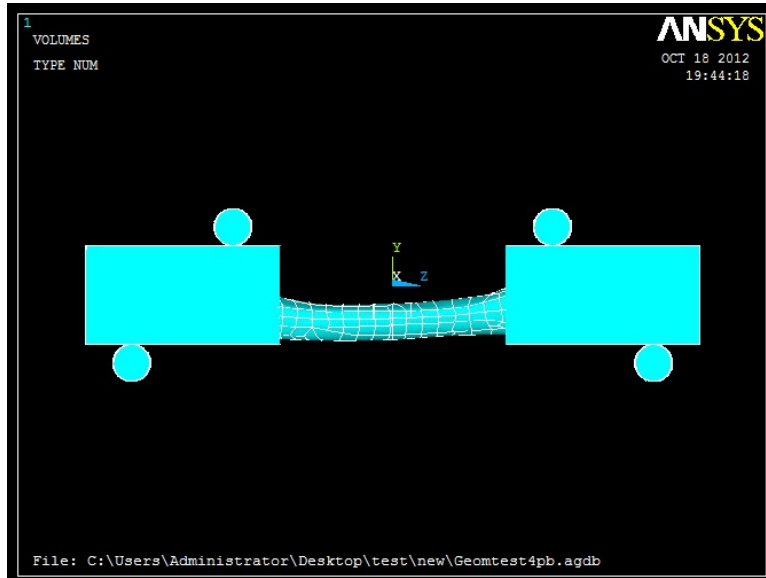 1
VOLUMES
TYPE NUM
ANSYS
OCT 18 2012
19:44:18
Y
X Z
File: C:\Users\Administrator\Desktop\test\new\Geomtest4pb.agdb